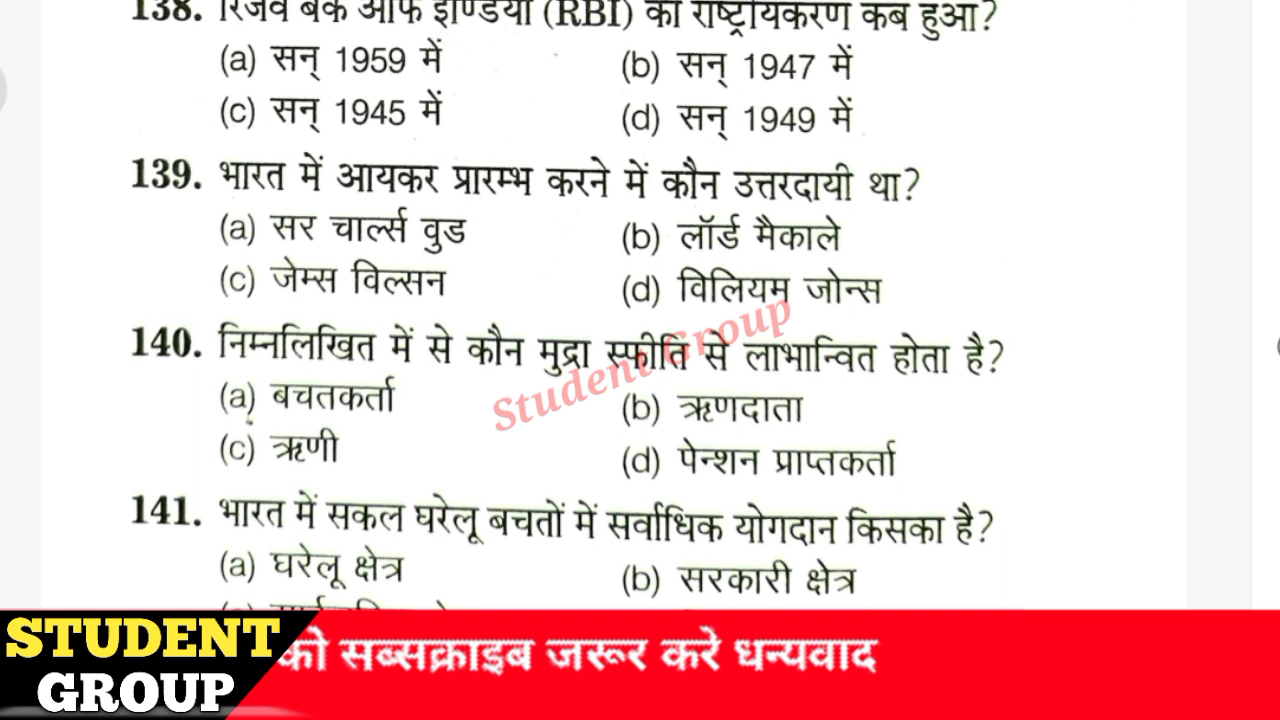 138. रिजर्व बैंक ऑफ इण्डिया (RBI) का राष्ट्रीयकरण कब हुआ?
(a) सन् 1959 में (b) सन् 1947 में
(c) सन् 1945 में (d) सन् 1949 में
139. भारत में आयकर प्रारम्भ करने में कौन उत्तरदायी था?
(a) सर चार्ल्स वुड (b) लॉर्ड मैकाले
(c) जेम्स विल्सन (d) विलियम जोन्स
140. निम्नलिखित में से कौन मुद्रा स्फीति से लाभान्वित होता है?
Student Group
(a) बचतकर्ता (b) ऋणदाता
(c) ऋणी (d) पेन्शन प्राप्तकर्ता
141. भारत में सकल घरेलू बचतों में सर्वाधिक योगदान किसका है?
(a) घरेलू क्षेत्र (b) सरकारी क्षेत्र
STUDENT
GROUP
को सब्सक्राइब जरूर करे धन्यवाद